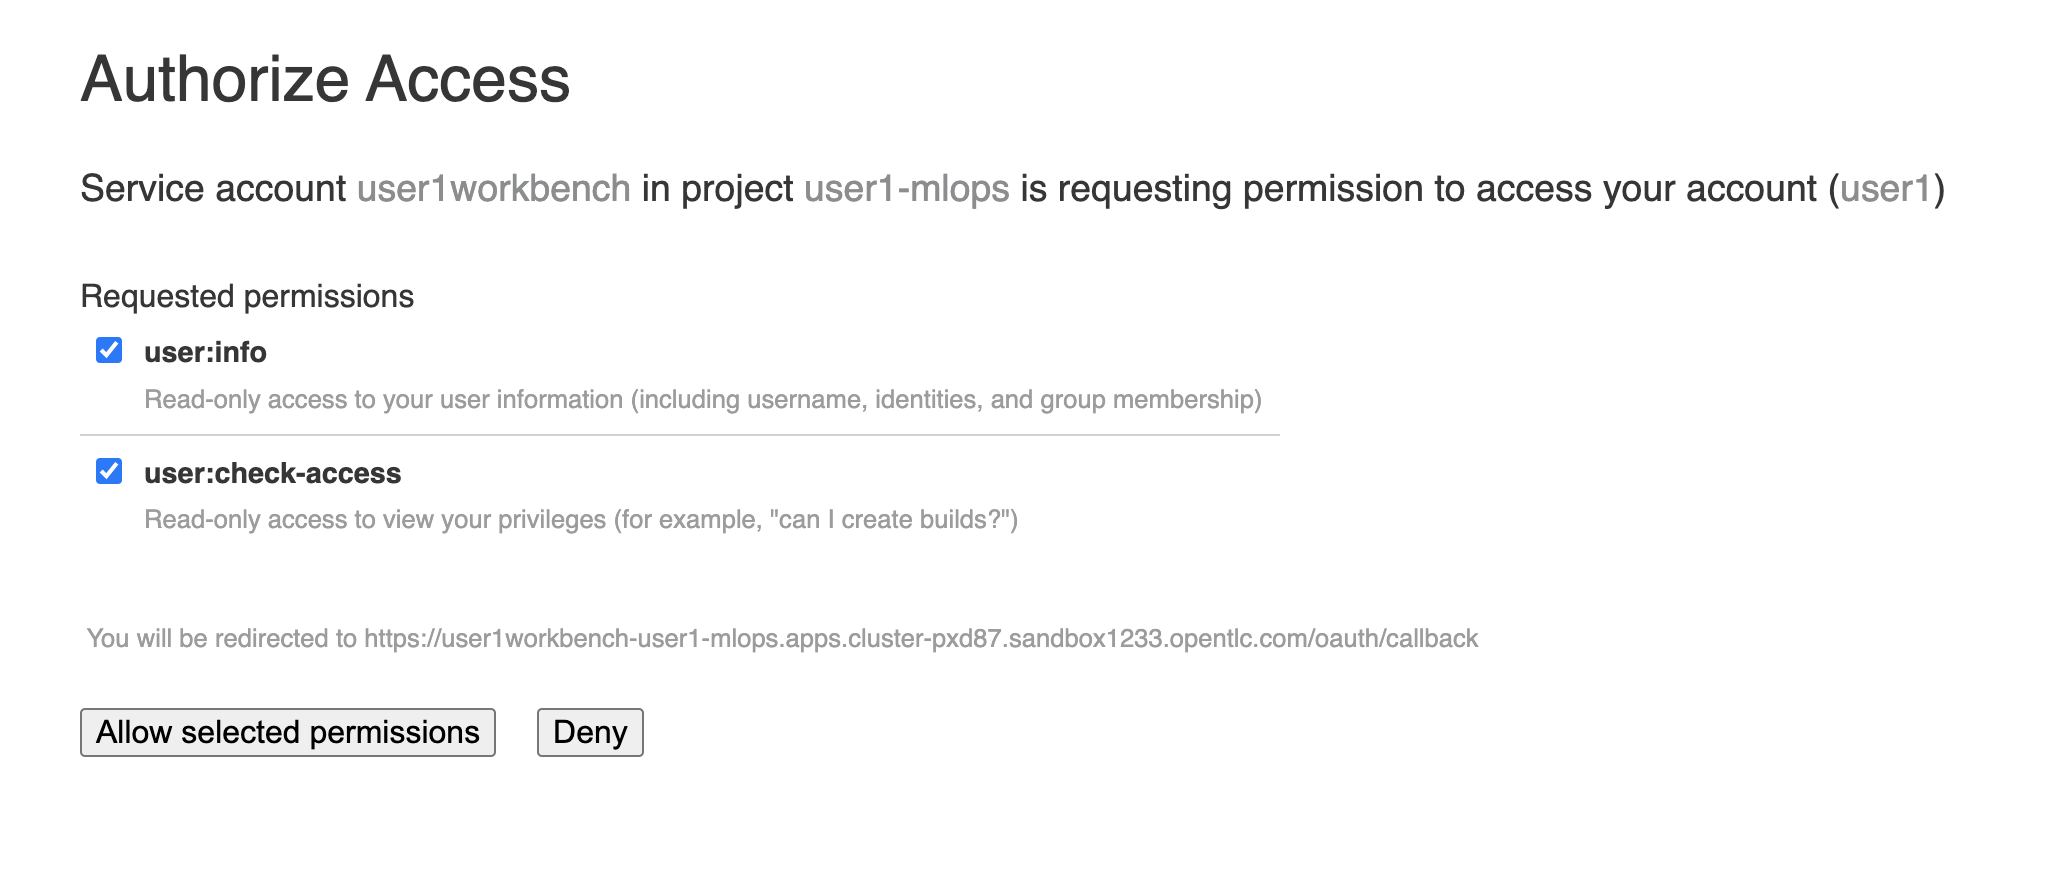 Authorize Access
Service account user1workbench in project user1-mlops is requesting permission to access your account (user1)
Requested permissions
user:info
Read-only access to your user information (including username, identities, and group membership)
user:check-access
Read-only access to view your privileges (for example, "can I create builds?")
You will be redirected to https://user1workbench-user1-mlops.apps.cluster-pxd87.sandbox1233.opentlc.com/oauth/callback
Allow selected permissions Deny